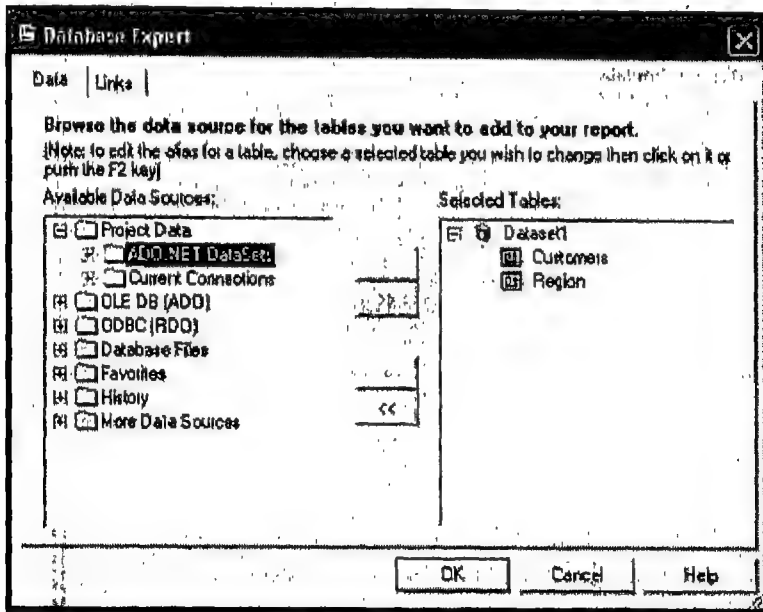 Database Expert
Data Links
Browse the data source for the tables you want to add to your report.
(Note: to edit the alias for a table, choose a selected table you wish to change then click on it or
push the F2 key)
Available Data Sources:
Project Data
ADO.NET DataSets
Current Connections
OLE DB (ADO)
ODBC (RDO)
Database Files
Favorites
History
More Data Sources
>>
<<
Selected Tables:
Dataset1
Customers
Region
OK Cancel Help